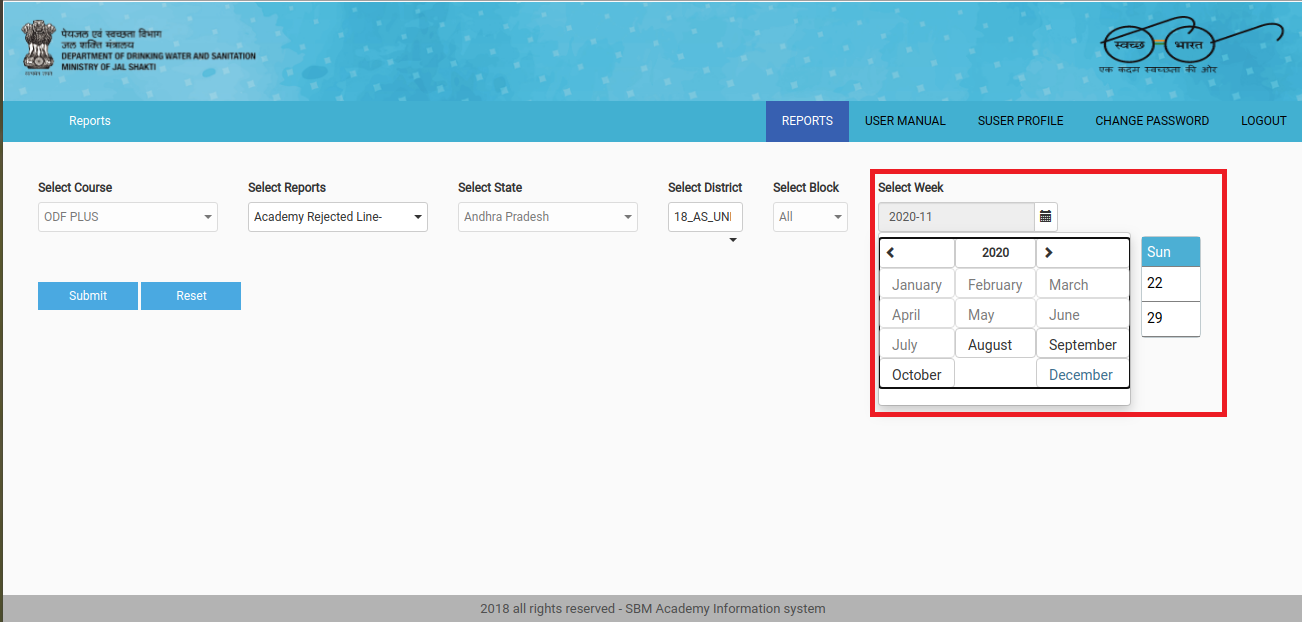 पेयजल एवं स्वच्छता विभाग
जल शक्ति मंत्रालय
DEPARTMENT OF DRINKING WATER AND SANITATION
MINISTRY OF JAL SHAKTI
स्वच्छ भारत
एक कदम स्वच्छता की ओर
Reports
REPORTS USER MANUAL SUSER PROFILE CHANGE PASSWORD LOGOUT
Select Course Select Reports Select State Select District Select Block Select Week
ODF PLUS Academy Rejected Line- Andhra Pradesh 18_AS_UNI All 2020-11
2020 Sun
January February March 22
April May June 29
July August September
October December
Submit Reset
2018 all rights reserved - SBM Academy Information system